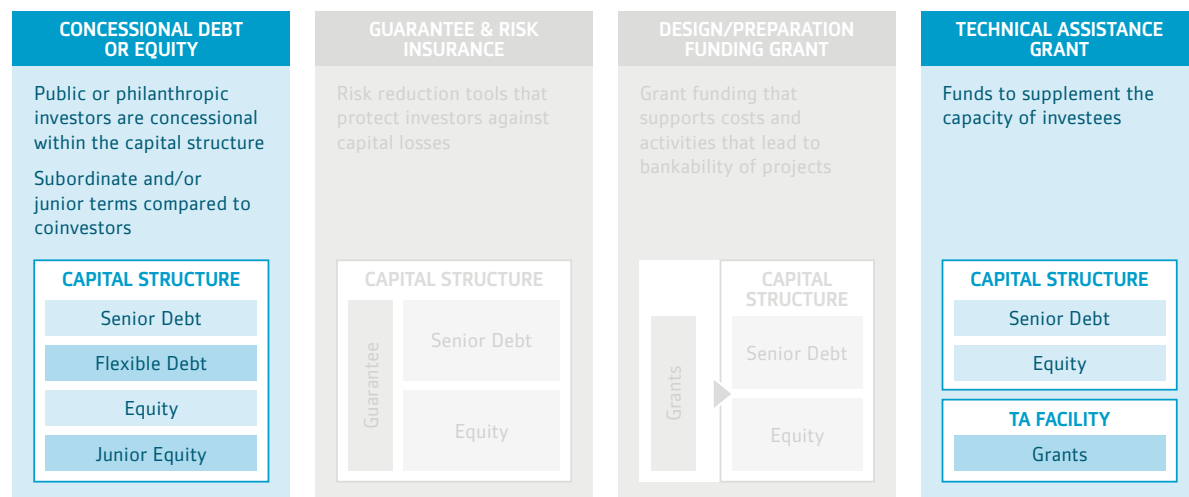 CONCESSIONAL DEBT
OR EQUITY
Public or philanthropic
investors are concessional
within the capital structure
Subordinate and/or
junior terms compared to
coinvestors
CAPITAL STRUCTURE
Senior Debt
Flexible Debt
Equity
Junior Equity
GUARANTEE & RISK
INSURANCE
Risk reduction tools that
protect investors against
capital losses
CAPITAL STRUCTURE
Guarantee
Senior Debt
Equity
DESIGN/PREPARATION
FUNDING GRANT
Grant funding that
supports costs and
activities that lead to
bankability of projects
Grants
CAPITAL
STRUCTURE
Senior Debt
Equity
TECHNICAL ASSISTANCE
GRANT
Funds to supplement the
capacity of investees
CAPITAL STRUCTURE
Senior Debt
Equity
TA FACILITY
Grants